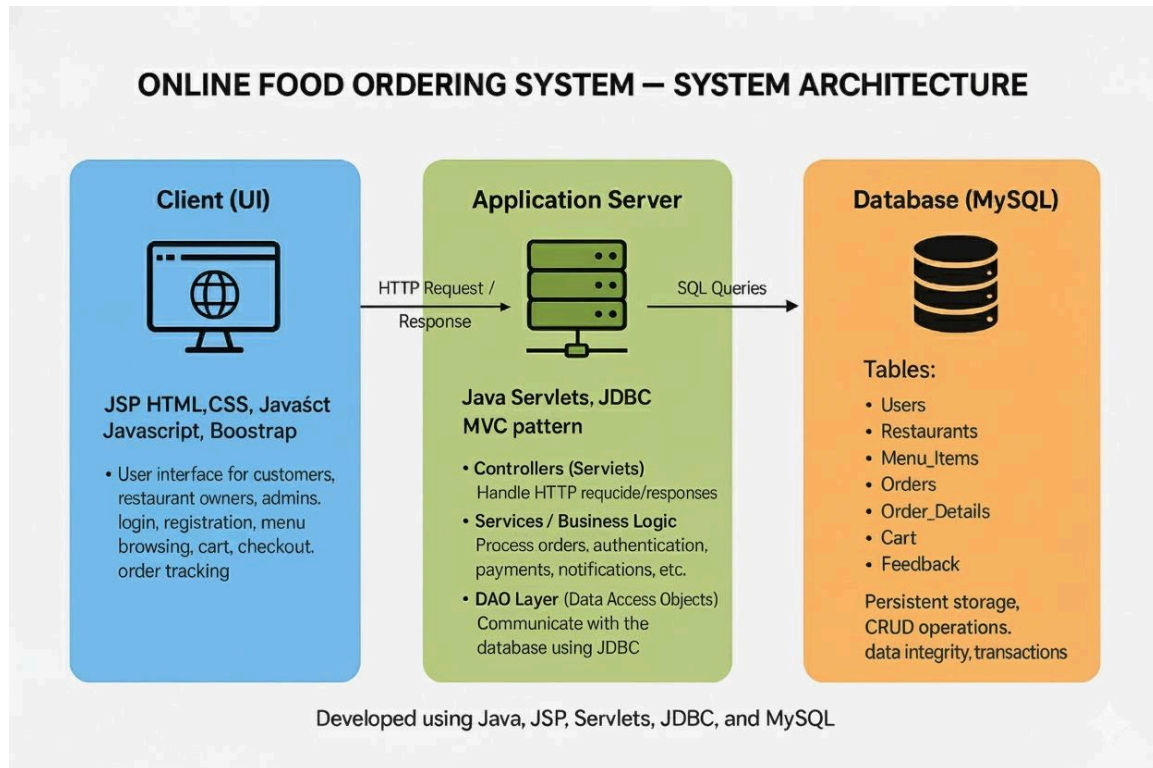 ONLINE FOOD ORDERING SYSTEM — SYSTEM ARCHITECTURE
Client (UI)
JSP HTML,CSS, Javaśct
Javascript, Boostrap
• User interface for customers,
restaurant owners, admins.
login, registration, menu
browsing, cart, checkout.
order tracking
HTTP Request /
Response
Application Server
Java Servlets, JDBC
MVC pattern
• Controllers (Serviets)
Handle HTTP requcide/responses
• Services / Business Logic
Process orders, authentication,
payments, notifications, etc.
• DAO Layer (Data Access Objects)
Communicate with the
database using JDBC
SQL Queries
Database (MySQL)
Tables:
• Users
• Restaurants
• Menu_Items
• Orders
• Order_Details
• Cart
• Feedback
Persistent storage,
CRUD operations.
data integrity, transactions
Developed using Java, JSP, Servlets, JDBC, and MySQL